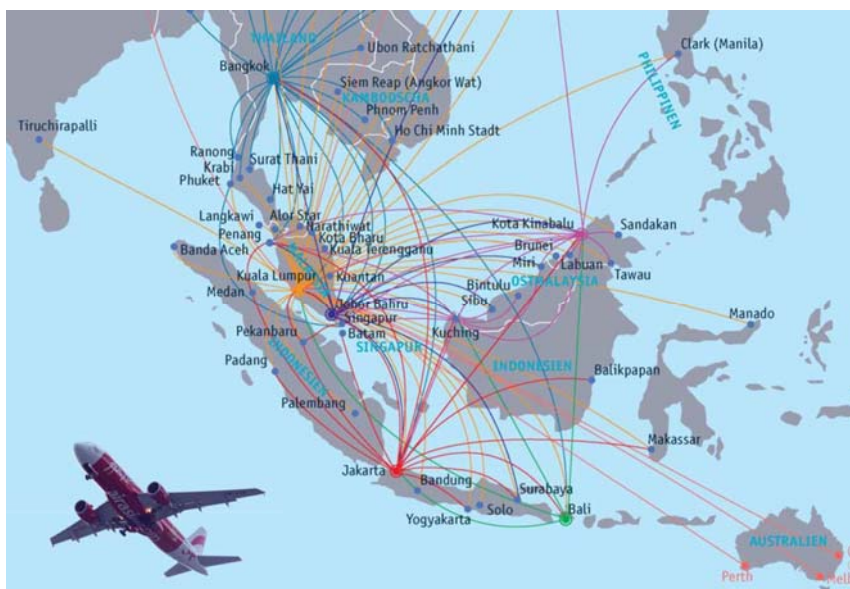 THAILAND
Bangkok
Ubon Ratchathani
Clark (Manila)
Siem Reap (Angkor Wat)
KAMBODSCHA
PHILIPPINEN
Phnom Penh
Tiruchirapalli
Ho Chi Minh Stadt
Ranong
Surat Thani
Krabi
Phuket
Hat Yai
Langkawi
Alor Star
Narathiwat
Kota Kinabalu
Sandakan
Penang
Kota Bharu
Banda Aceh
Kuala Terengganu
Brunei
Labuan
Miri
Tawau
Kuala Lumpur
Kuantan
OSTMALAYSIA
Bintulu
Medan
Sibu
Johor Bahru
Singapur
Manado
Pekanbaru
Batam
Kuching
SINGAPUR
INDONESIEN
Padang
INDONESIEN
Balikpapan
Palembang
Makassar
Jakarta
Bandung
Surabaya
Yogyakarta
Solo
Bali
AUSTRALIEN
Perth